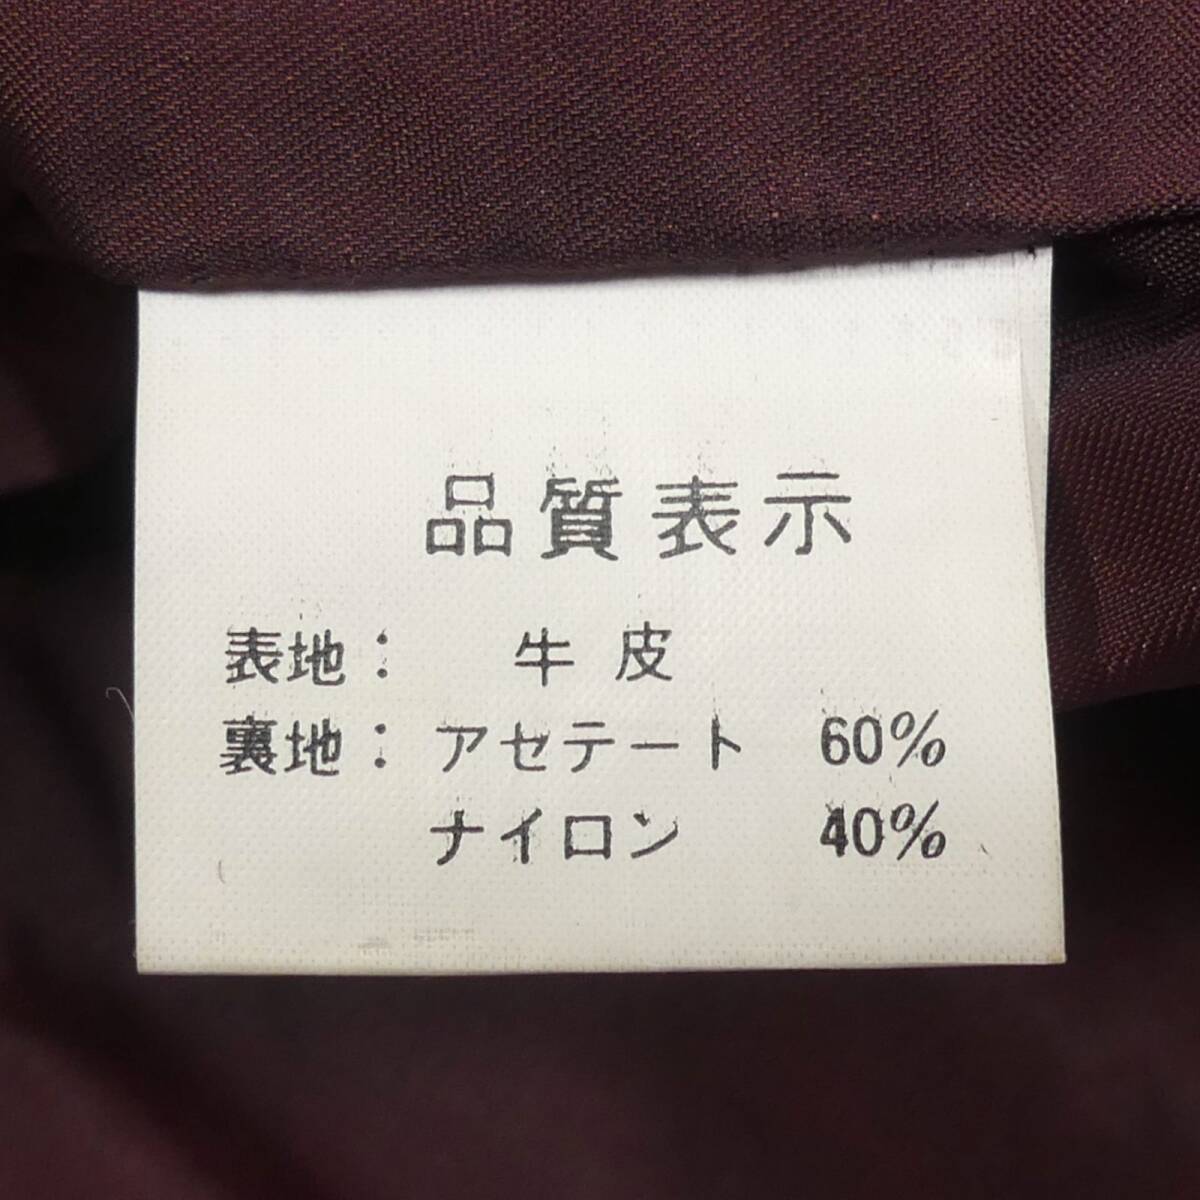 品質表示
表地： 牛皮
裏地：アセテート 60%
ナイロン 40%